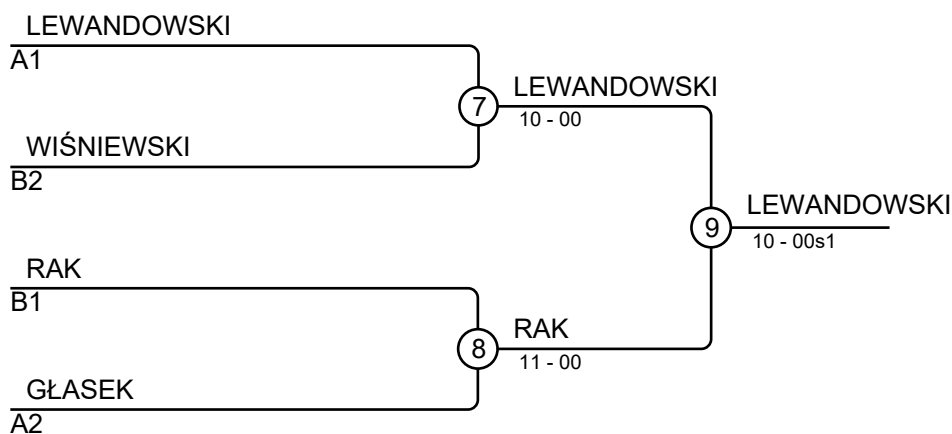 LEWANDOWSKI
A1
7
LEWANDOWSKI
10 - 00
WIŚNIEWSKI
B2
9
LEWANDOWSKI
10 - 00s1
RAK
B1
8
RAK
11 - 00
GŁASEK
A2